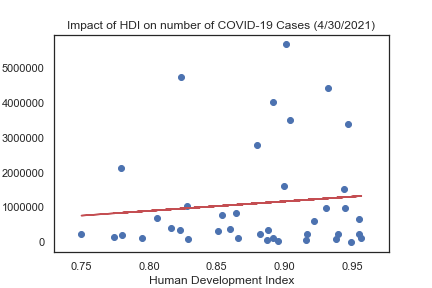 Impact of HDI on number of COVID-19 Cases (4/30/2021)
5000000
4000000
3000000
2000000
1000000
0
0.75 0.80 0.85 0.90 0.95
Human Development Index